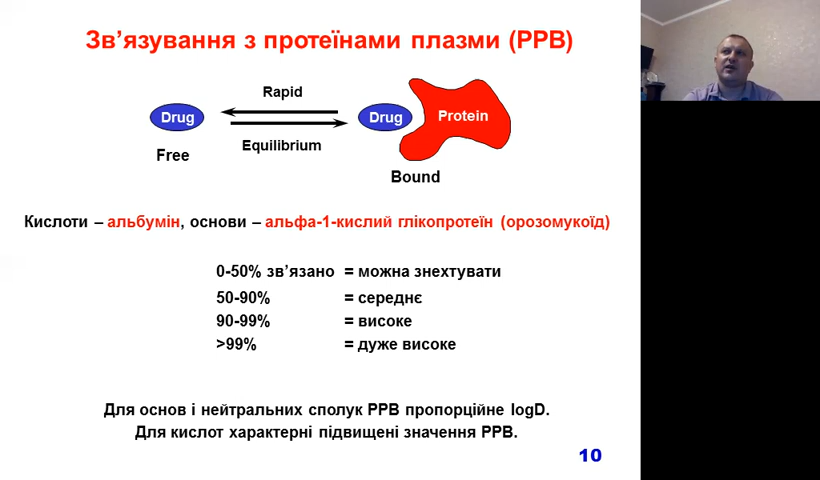 Зв’язування з протеїнами плазми (PPB)
Rapid
Drug
Drug
Protein
Equilibrium
Free
Bound
Кислоти – альбумін, основи – альфа-1-кислий глікопротеїн (орозомукоїд)
0-50% зв’язано = можна знехтувати
50-90% = середнє
90-99% = високе
>99% = дуже високе
Для основ і нейтральних сполук PPB пропорційне logD.
Для кислот характерні підвищені значення PPB.
10